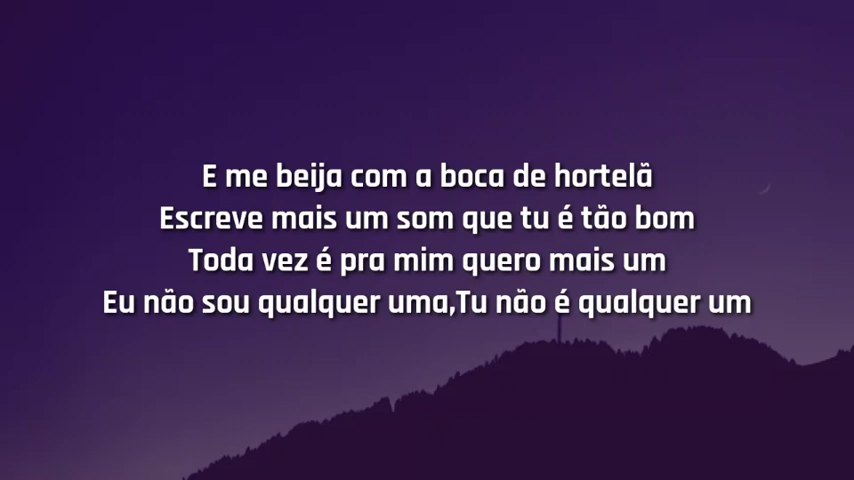 E me beija com a boca de hortelã
Escreve mais um som que tu é tão bom
Toda vez é pra mim quero mais um
Eu não sou qualquer uma,Tu não é qualquer um